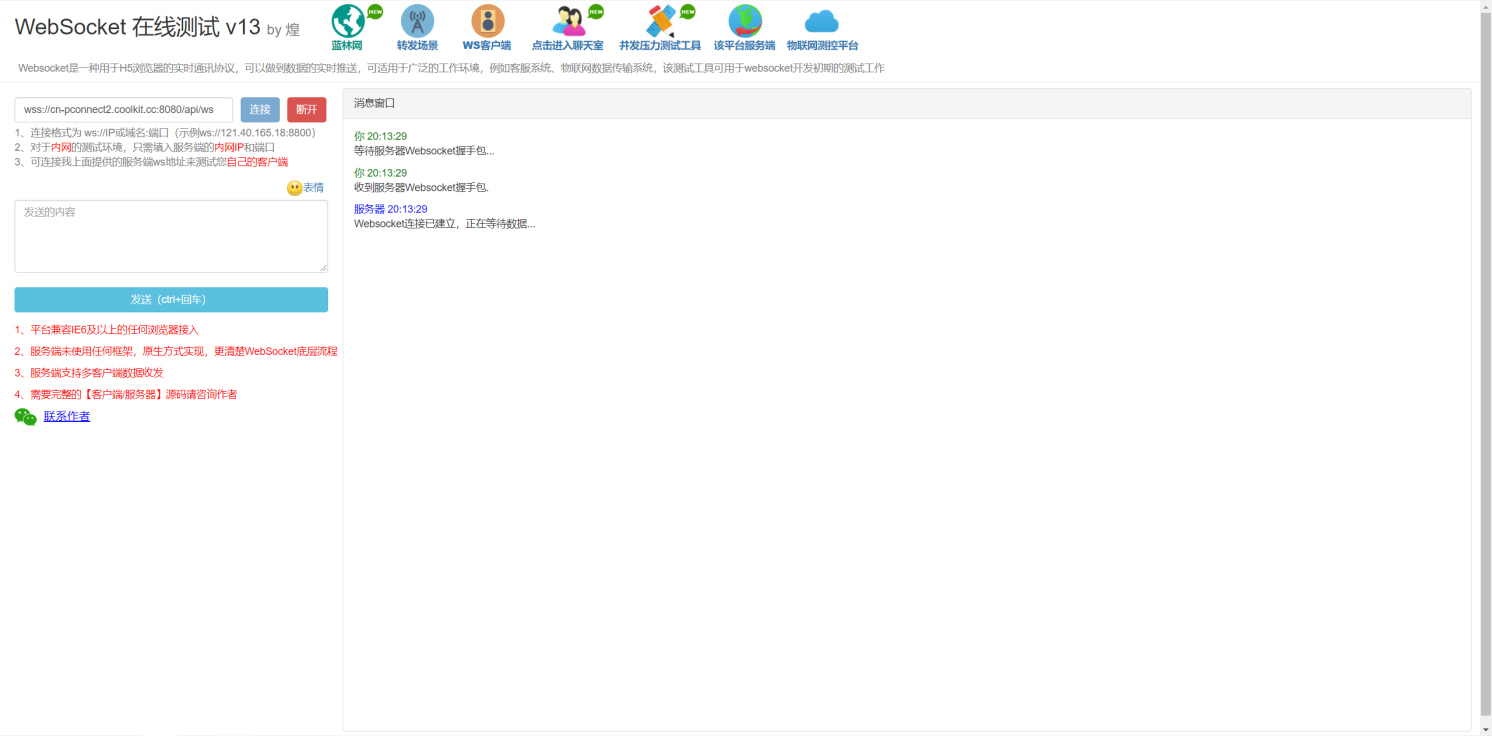 WebSocket 在线测试 v13 by 煌
NEW
NEW
NEW
蓝林网 转发场景 WS客户端 点击进入聊天室 并发压力测试工具 该平台服务端 物联网测控平台
Websocket是一种用于H5浏览器的实时通讯协议，可以做到数据的实时推送，可适用于广泛的工作环境，例如客服系统、物联网数据传输系统，该测试工具可用于websocket开发初期的测试工作
wss://cn-pconnect2.coolkit.cc:8080/api/ws 连接 断开
1、连接格式为 ws://IP或域名:端口（示例ws://121.40.165.18:8800）
2、对于内网的测试环境，只需填入服务端的内网IP和端口
3、可连接我上面提供的服务端ws地址来测试您自己的客户端
表情
发送的内容
发送（ctrl+回车）
1、平台兼容IE6及以上的任何浏览器接入
2、服务端未使用任何框架，原生方式实现，更清楚WebSocket底层流程
3、服务端支持多客户端数据收发
4、需要完整的【客户端/服务器】源码请咨询作者
联系作者
消息窗口
你 20:13:29
等待服务器Websocket握手包...
你 20:13:29
收到服务器Websocket握手包.
服务器 20:13:29
Websocket连接已建立，正在等待数据...